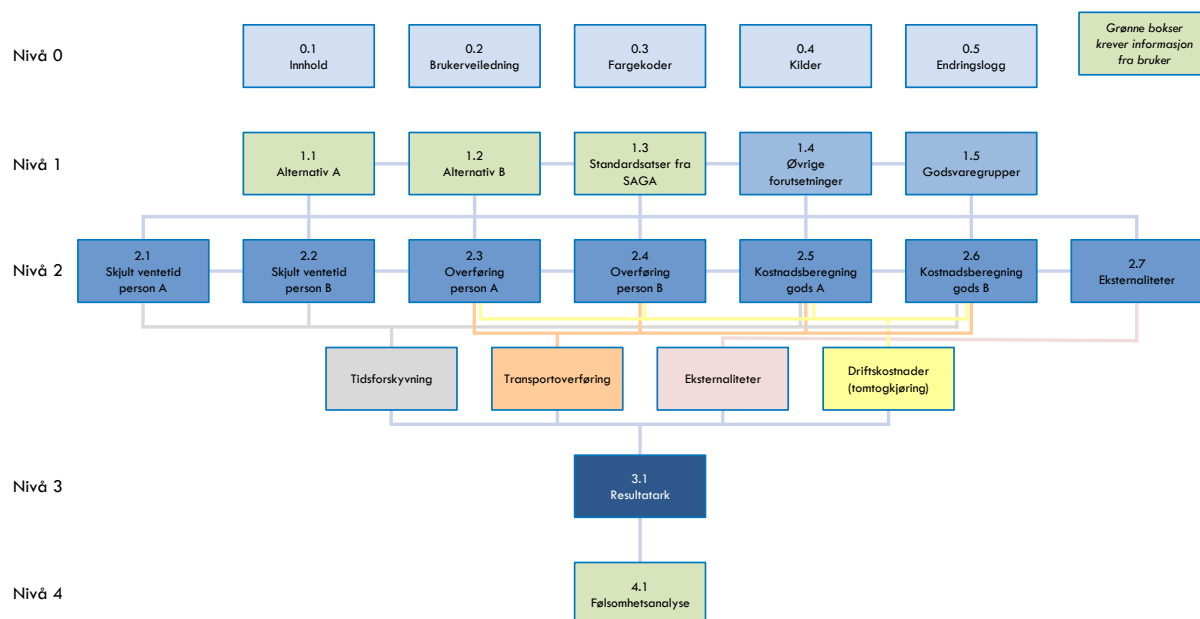 Nivå 0
0.1
Innhold
0.2
Brukerveiledning
0.3
Fargekoder
0.4
Kilder
0.5
Endringslogg
Grønne bokser
krever informasjon
fra bruker
Nivå 1
1.1
Alternativ A
1.2
Alternativ B
1.3
Standardsatser fra
SAGA
1.4
Øvrige
forutsetninger
1.5
Godsvaregrupper
Nivå 2
2.1
Skjult ventetid
person A
2.2
Skjult ventetid
person B
2.3
Overføring
person A
2.4
Overføring
person B
2.5
Kostnadsberegning
gods A
2.6
Kostnadsberegning
gods B
2.7
Eksternaliteter
Tidsforskyvning
Transportoverføring
Eksternaliteter
Driftskostnader
(tomtogkjøring)
Nivå 3
3.1
Resultatark
Nivå 4
4.1
Følsomhetsanalyse